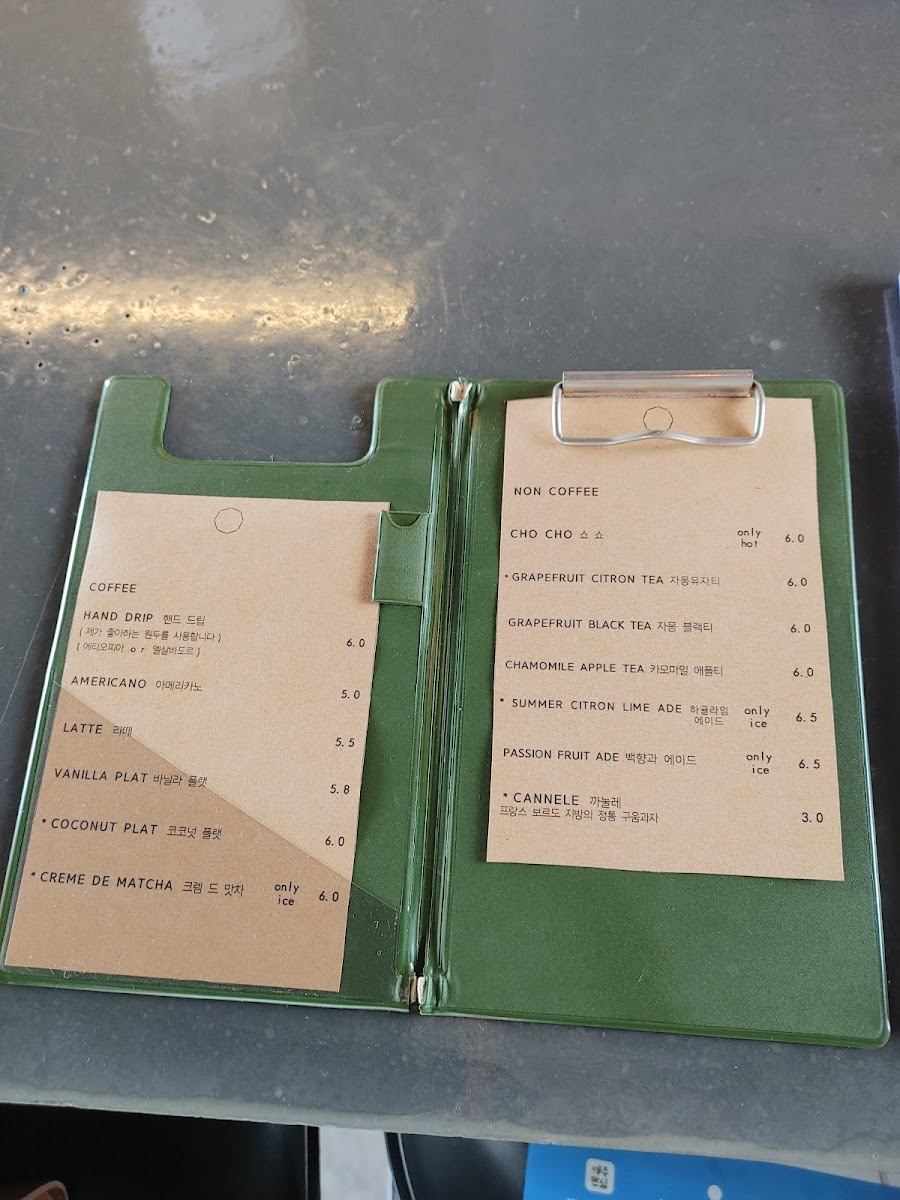 COFFEE
HAND DRIP 핸드 드립
( 제가 좋아하는 원두를 사용합니다 )
( 에티오피아 or 엘살바도르 ) 6.0
AMERICANO 아메리카노 5.0
LATTE 라떼 5.5
VANILLA PLAT 바닐라 플랫 5.8
* COCONUT PLAT 코코넛 플랫 6.0
* CREME DE MATCHA 크렘 드 맛차 only ice 6.0
NON COFFEE
CHO CHO 쇼 쇼 only hot 6.0
* GRAPEFRUIT CITRON TEA 자몽유자티 6.0
GRAPEFRUIT BLACK TEA 자몽 블랙티 6.0
CHAMOMILE APPLE TEA 카모마일 애플티 6.0
* SUMMER CITRON LIME ADE 하귤라임 에이드 only ice 6.5
PASSION FRUIT ADE 백향과 에이드 only ice 6.5
* CANNELE 까눌레
프랑스 보르도 지방의 정통 구움과자 3.0